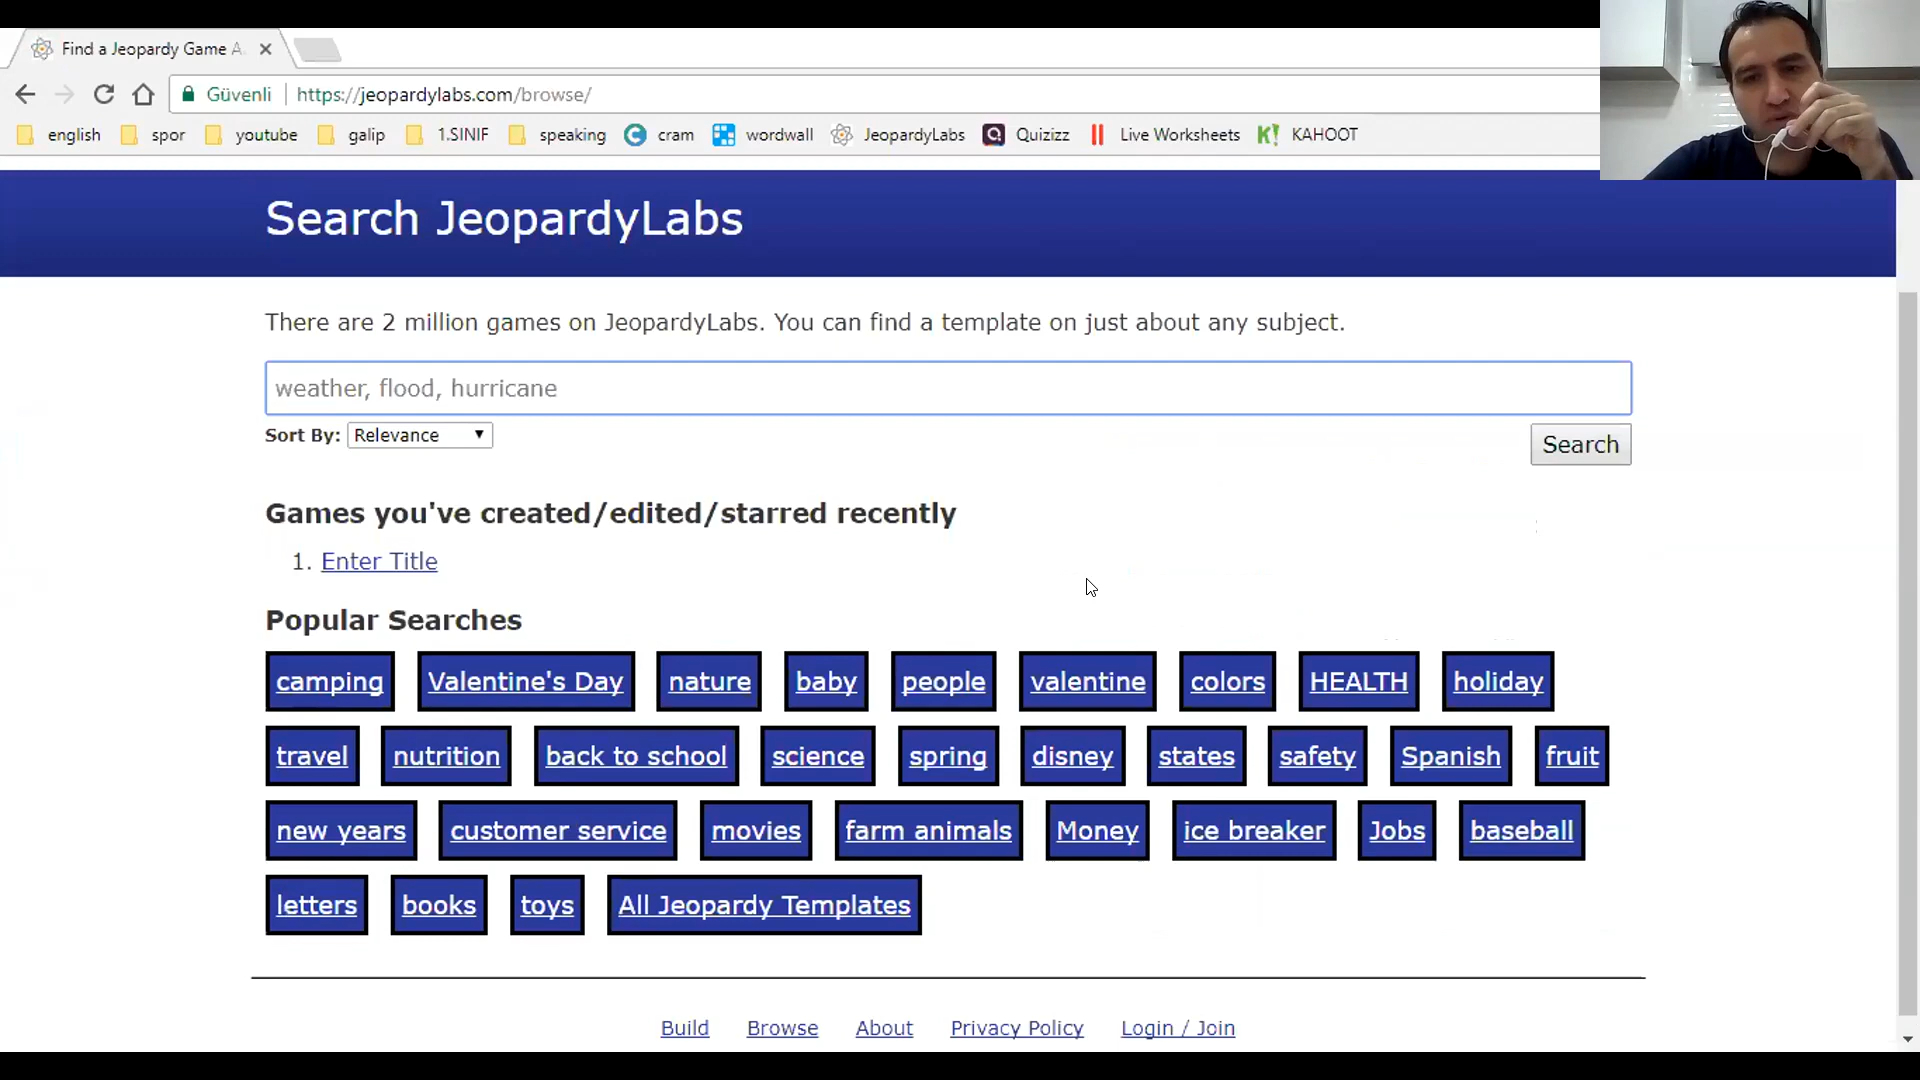 Find a Jeopardy Game A
Güvenli https://jeopardylabs.com/browse/
english spor youtube galip 1.SINIF speaking cram wordwall JeopardyLabs Quizizz Live Worksheets KAHOOT
Search JeopardyLabs
There are 2 million games on JeopardyLabs. You can find a template on just about any subject.
weather, flood, hurricane
Sort By: Relevance
Search
Games you've created/edited/starred recently
1. Enter Title
Popular Searches
camping Valentine's Day nature baby people valentine colors HEALTH holiday
travel nutrition back to school science spring disney states safety Spanish fruit
new years customer service movies farm animals Money ice breaker Jobs baseball
letters books toys All Jeopardy Templates
Build Browse About Privacy Policy Login / Join